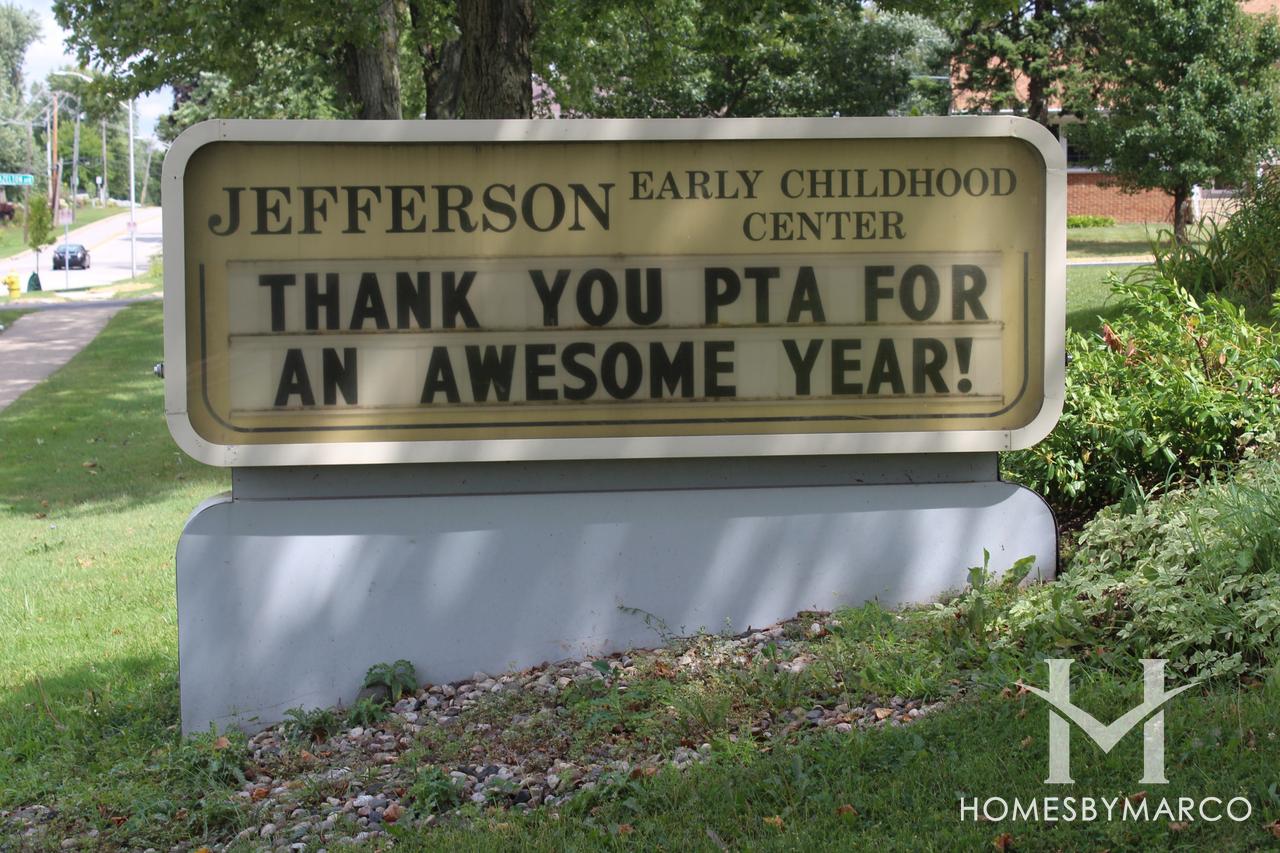 JEFFERSON EARLY CHILDHOOD
CENTER
THANK YOU PTA FOR
AN AWESOME YEAR!
HOMESBYMARCO